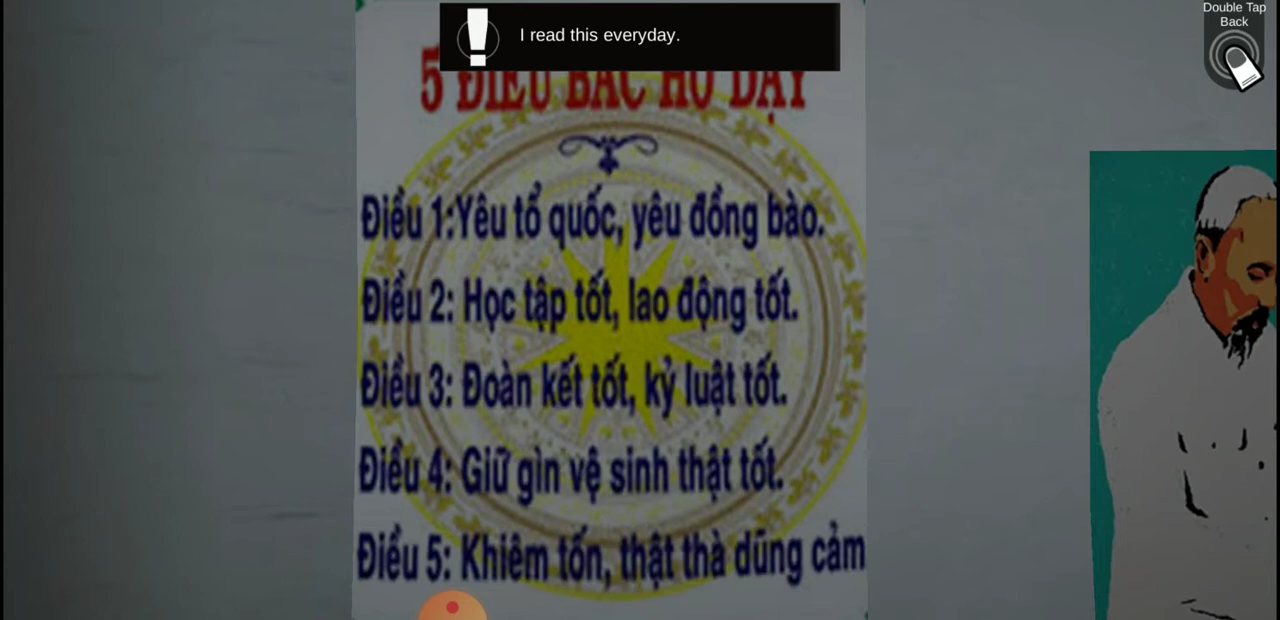 I read this everyday.
Double Tap
Back
5 ĐIỀU BÁC HỒ DẠY
Điều 1:Yêu tổ quốc, yêu đồng bào.
Điều 2: Học tập tốt, lao động tốt.
Điều 3: Đoàn kết tốt, kỷ luật tốt.
Điều 4: Giữ gìn vệ sinh thật tốt.
Điều 5: Khiêm tốn, thật thà dũng cảm